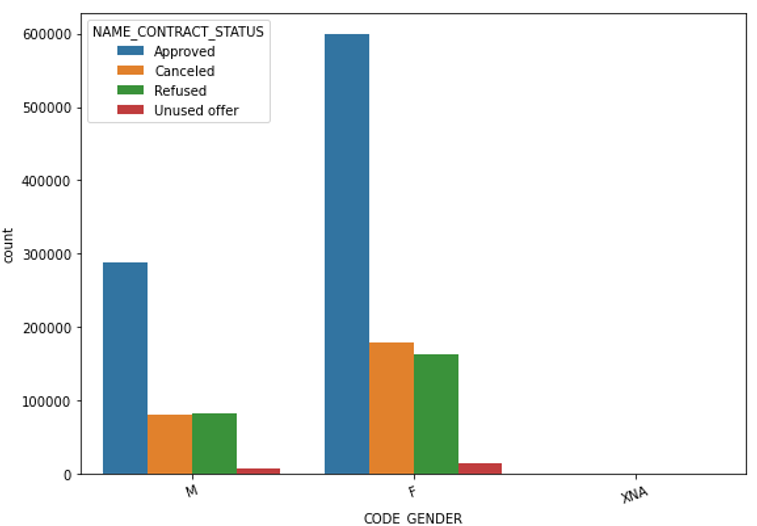 NAME_CONTRACT_STATUS
Approved
Canceled
Refused
Unused offer
600000
500000
400000
300000
200000
100000
0
count
M
F
XNA
CODE_GENDER